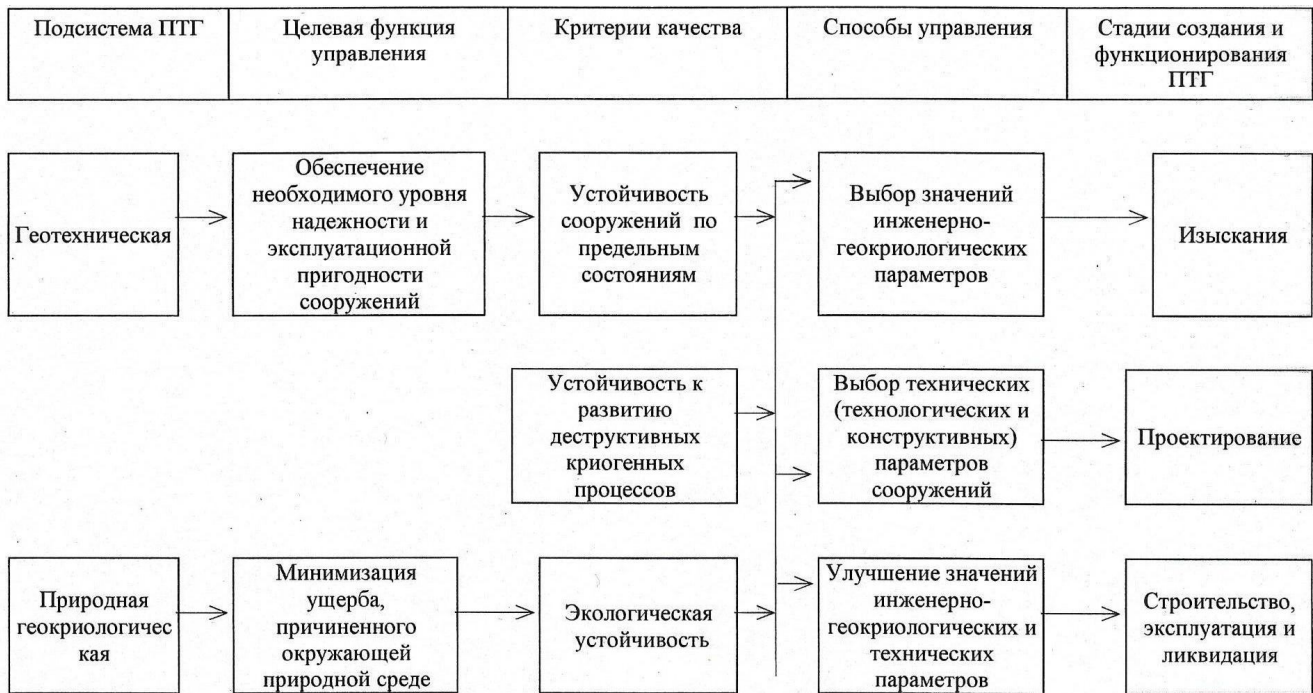 Подсистема ПТГ
Целевая функция
управления
Критерии качества
Способы управления
Стадии создания и
функционирования
ПТГ
Геотехническая
Обеспечение
необходимого уровня
надежности и
эксплуатационной
пригодности
сооружений
Устойчивость
сооружений по
предельным
состояниям
Выбор значений
инженерно-
геокриологических
параметров
Изыскания
Устойчивость к
развитию
деструктивных
криогенных
процессов
Выбор технических
(технологических и
конструктивных)
параметров
сооружений
Проектирование
Природная
геокриологичес
кая
Минимизация
ущерба,
причиненного
окружающей
природной среде
Экологическая
устойчивость
Улучшение значений
инженерно-
геокриологических и
технических
параметров
Строительство,
эксплуатация и
ликвидация